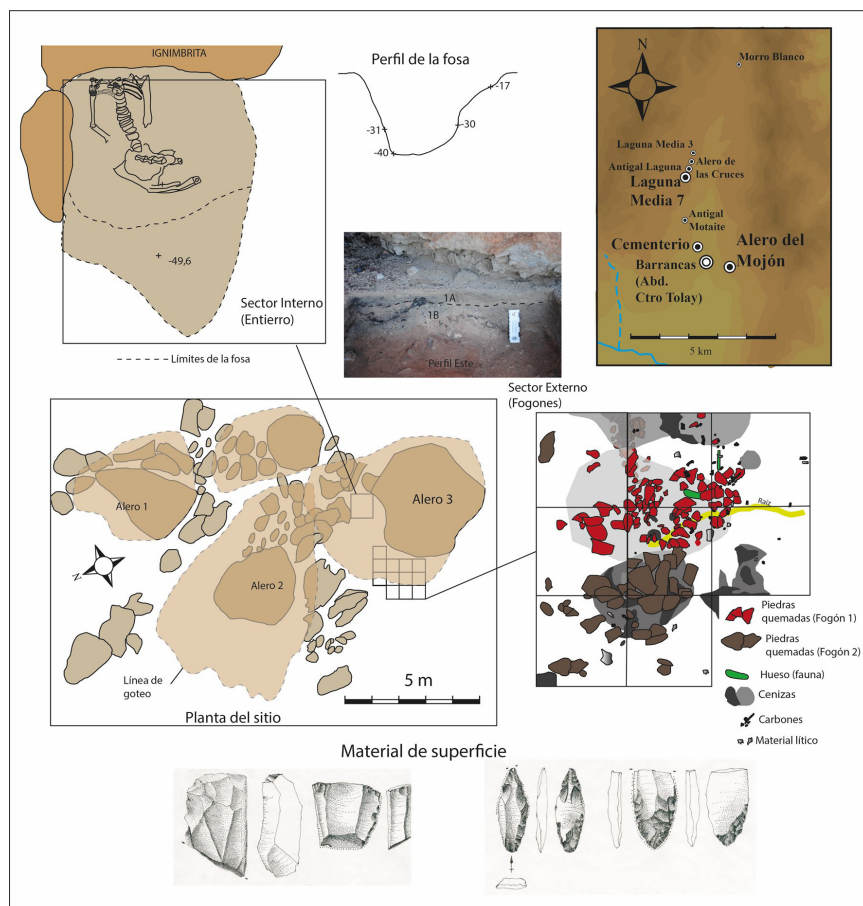 IGNIMBRITA
-49,6
Sector Interno
(Entierro)
Límites de la fosa
Perfil de la fosa
-17
-31
-30
-40
1A
1B
Perfil Este
N
Morro Blanco
Laguna Media 3
Antigal Laguna
Alero de
las Cruces
Laguna
Media 7
Antigal
Motaite
Cementerio
Alero del
Mojón
Barrancas
(Abd.
Ctro Tolay)
5 km
Sector Externo
(Fogones)
Alero 1
Alero 2
Alero 3
N
Línea de
goteo
5 m
Planta del sitio
Raíz
Piedras
quemadas (Fogón 1)
Piedras
quemadas (Fogón 2)
Hueso (fauna)
Cenizas
Carbones
Material lítico
Material de superficie